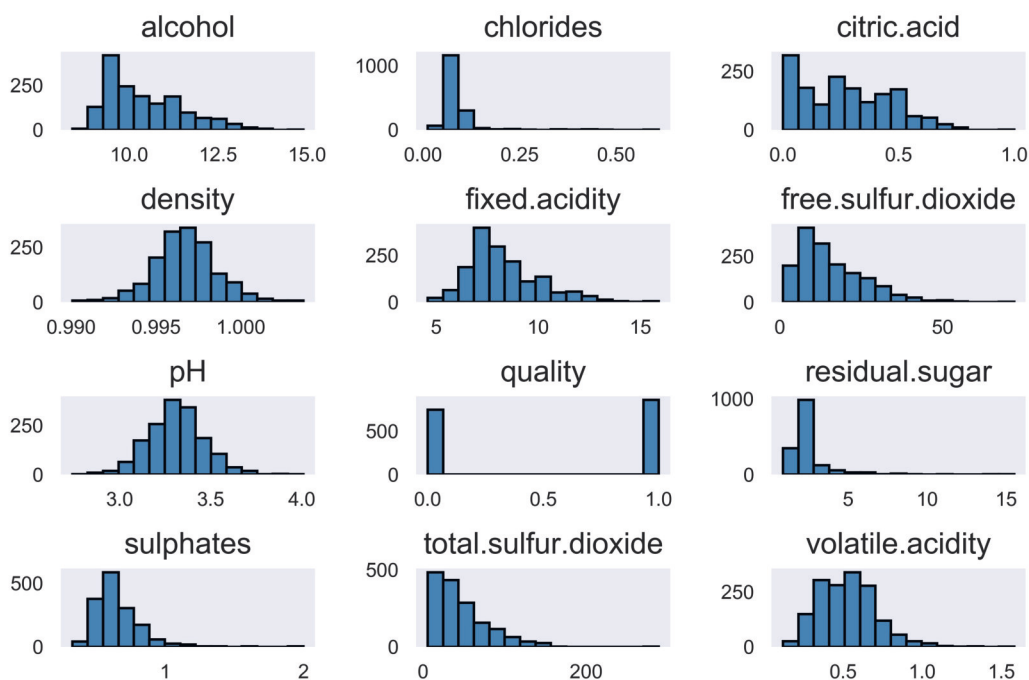 alcohol
250
0
10.0 12.5 15.0
chlorides
1000
0
0.00 0.25 0.50
citric.acid
250
0
0.0 0.5 1.0
density
250
0
0.990 0.995 1.000
fixed.acidity
250
0
5 10 15
free.sulfur.dioxide
250
0
0 50
pH
250
0
3.0 3.5 4.0
quality
500
0
0.0 0.5 1.0
residual.sugar
1000
0
5 10 15
sulphates
500
0
1 2
total.sulfur.dioxide
500
0
0 200
volatile.acidity
250
0
0.5 1.0 1.5